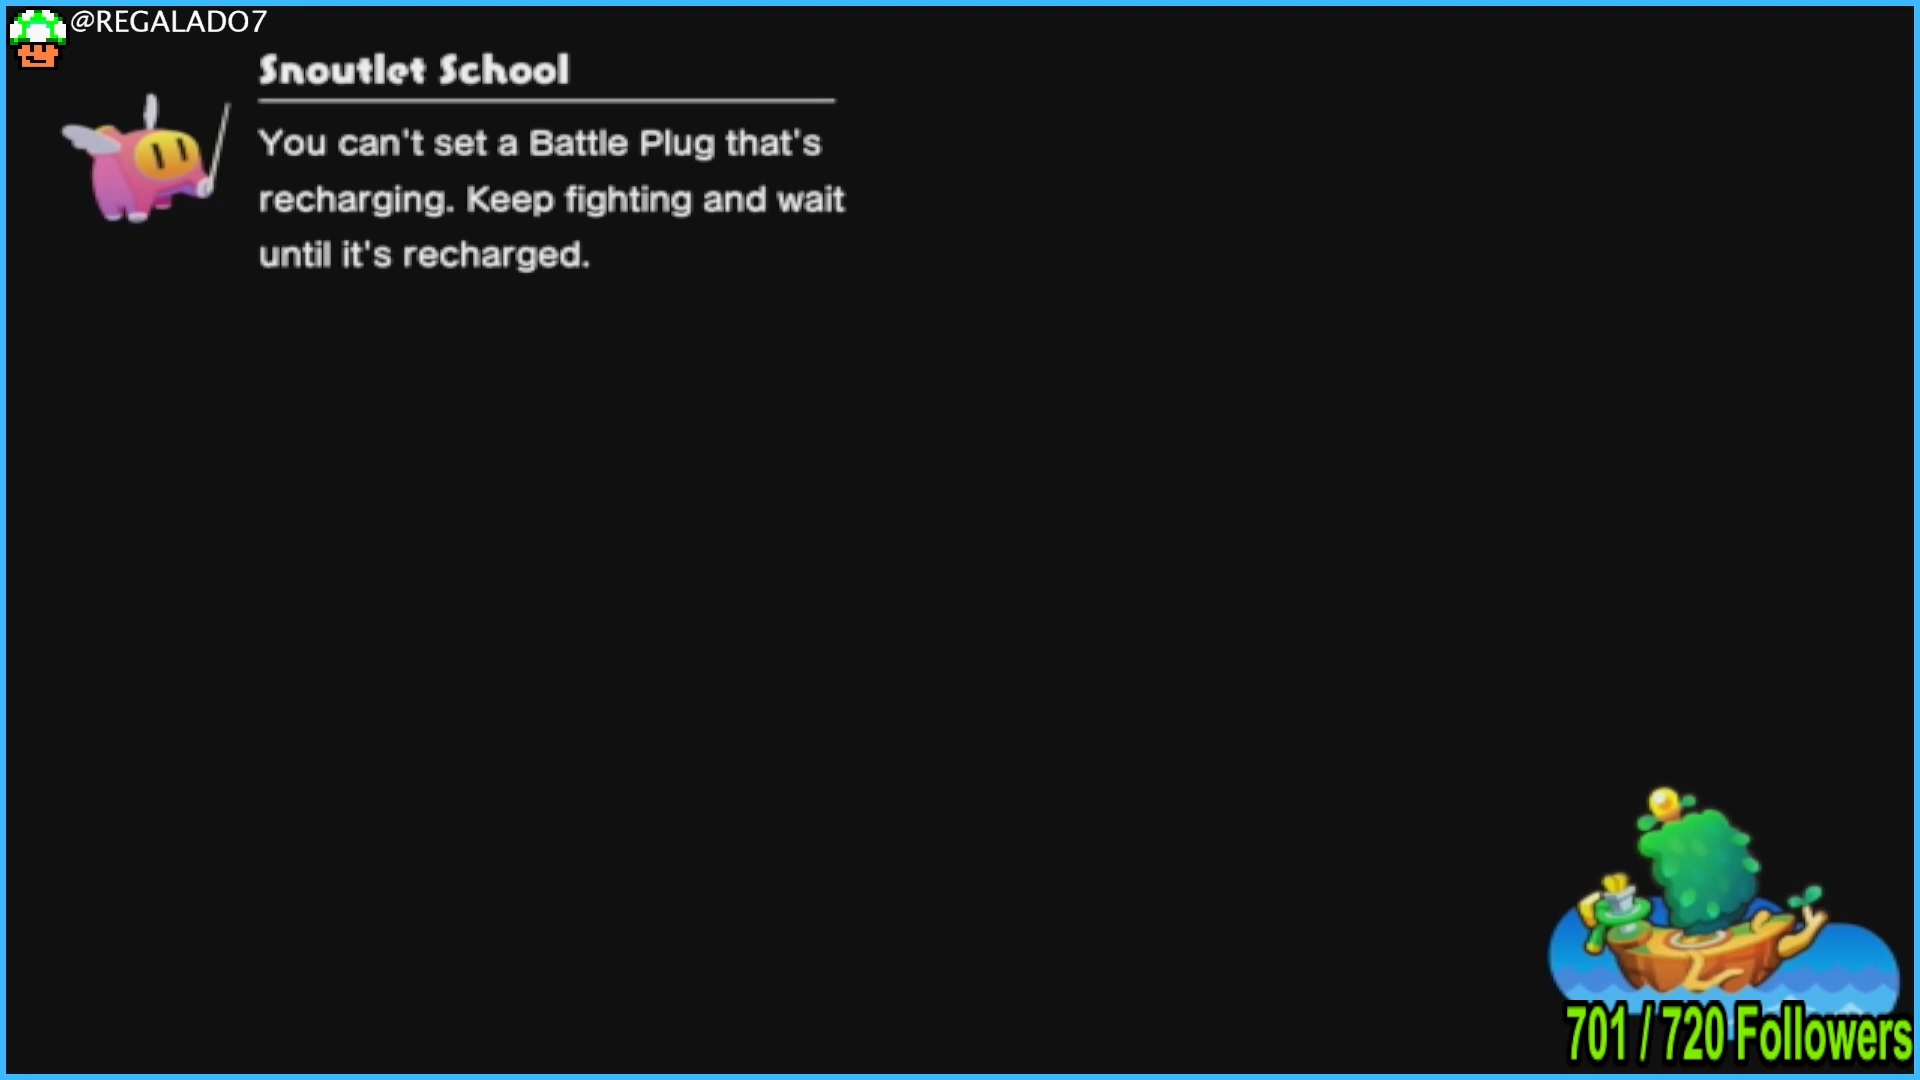 @REGALADO7
Snoutlet School
You can't set a Battle Plug that's
recharging. Keep fighting and wait
until it's recharged.
701 / 720 Followers